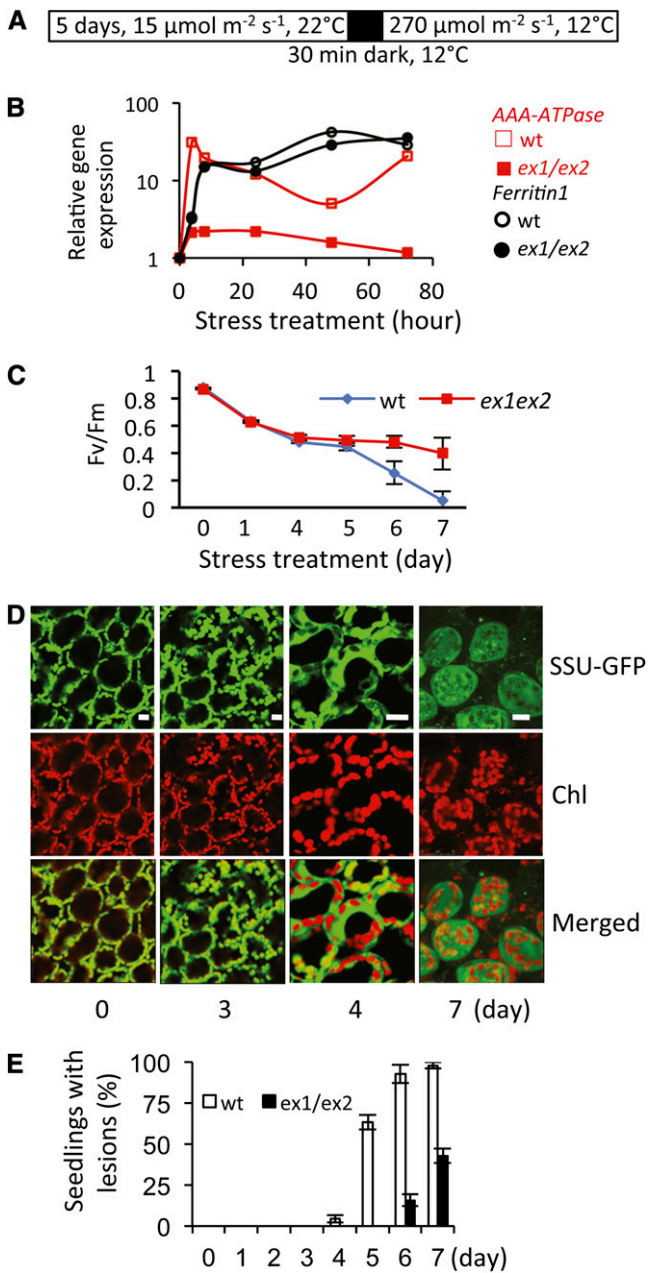 A
5 days, 15 µmol m-2 s-1, 22°C
270 µmol m-2 s-1, 12°C
30 min dark, 12°C
B
Relative gene
expression
100
10
1
0 20 40 60 80
Stress treatment (hour)
AAA-ATPase
wt
ex1/ex2
Ferritin1
wt
ex1/ex2
C
Fv/Fm
1
0.8
0.6
0.4
0.2
0
wt
ex1ex2
0 1 4 5 6 7
Stress treatment (day)
D
SSU-GFP
Chl
Merged
0 3 4 7 (day)
E
Seedlings with
lesions (%)
100
75
50
25
0
wt
ex1/ex2
0 1 2 3 4 5 6 7 (day)